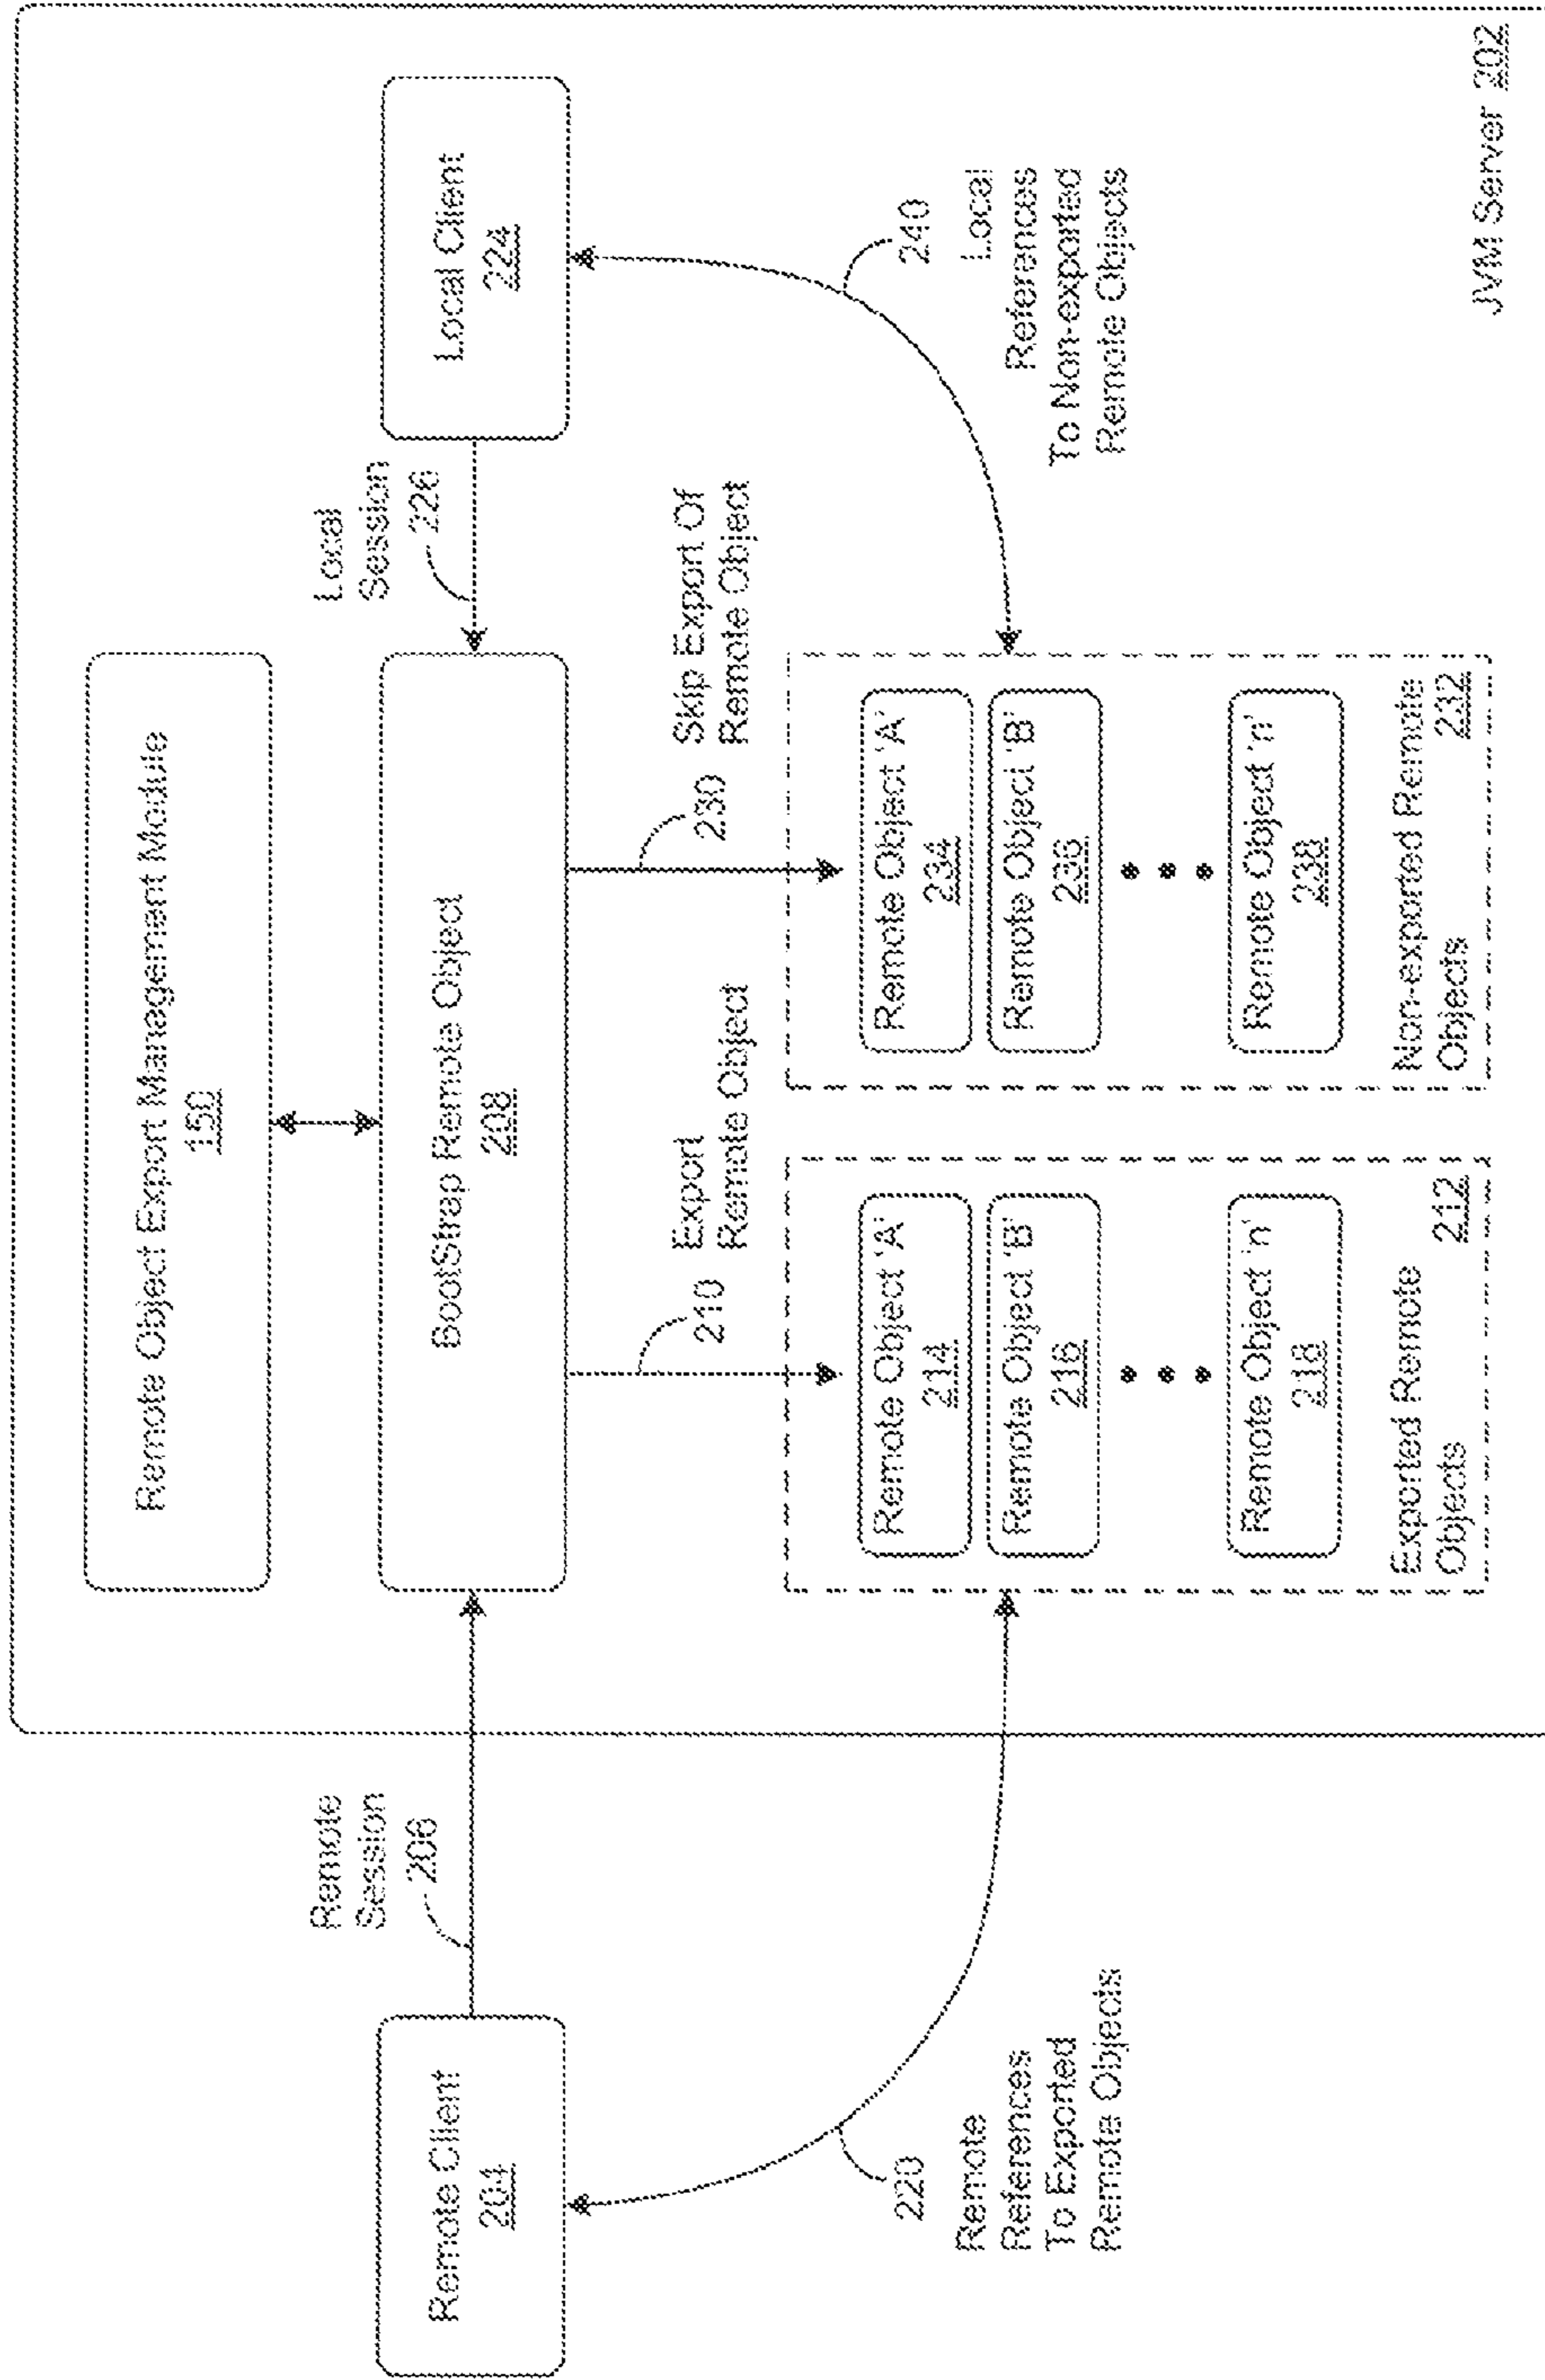 Remote Object Export Management Module
150
Remote
Session
206
Local
Session
226
Remote Client
204
BootStrap Remote Object
208
Local Client
224
210
Export
Remote Object
230
Skip Export Of
Remote Object
220
Remote
References
To Exported
Remote Objects
Remote Object 'A'
214
Remote Object 'B'
216
Remote Object 'n'
218
Exported Remote
Objects
212
Remote Object 'A'
234
Remote Object 'B'
236
Remote Object 'n'
238
Non-exported Remote
Objects
232
240
Local
References
To Non-exported
Remote Objects
JVM Server 202